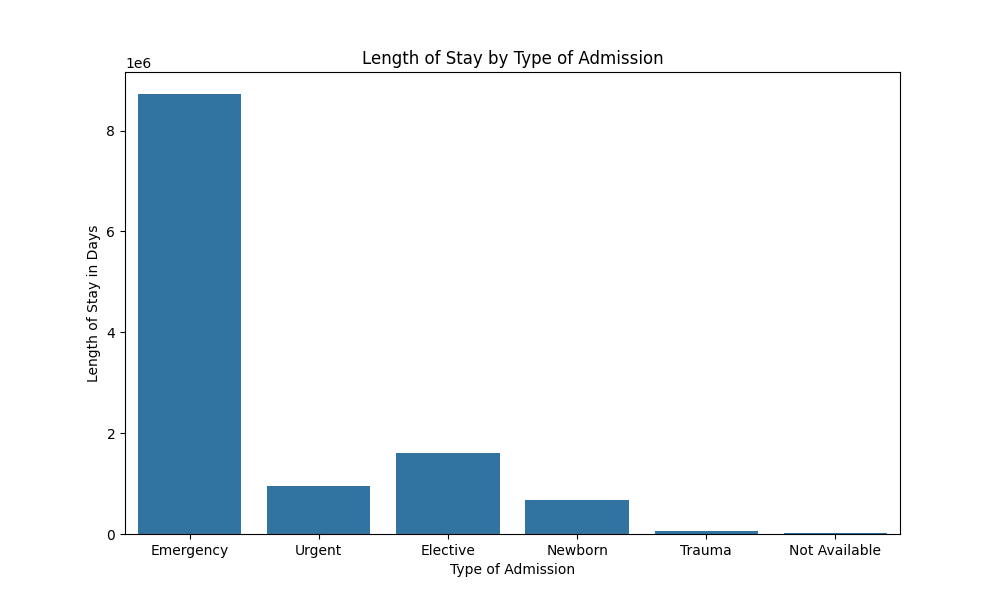 Length of Stay by Type of Admission
1e6
8
6
4
2
0
Length of Stay in Days
Emergency Urgent Elective Newborn Trauma Not Available
Type of Admission